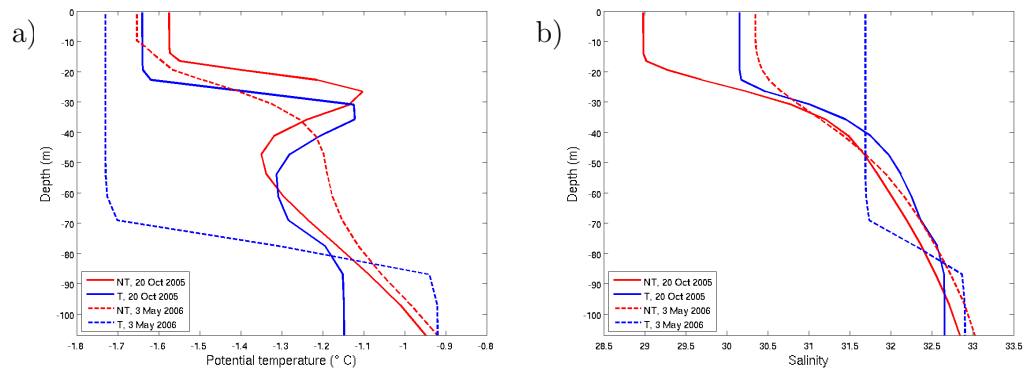 a)
0
-10
-20
-30
-40
-50
-60
-70
-80
-90
-100
Depth (m)
NT, 20 Oct 2005
T, 20 Oct 2005
NT, 3 May 2006
T, 3 May 2006
-1.8 -1.7 -1.6 -1.5 -1.4 -1.3 -1.2 -1.1 -1 -0.9 -0.8
Potential temperature (° C)
b)
0
-10
-20
-30
-40
-50
-60
-70
-80
-90
-100
Depth (m)
NT, 20 Oct 2005
T, 20 Oct 2005
NT, 3 May 2006
T, 3 May 2006
28.5 29 29.5 30 30.5 31 31.5 32 32.5 33 33.5
Salinity